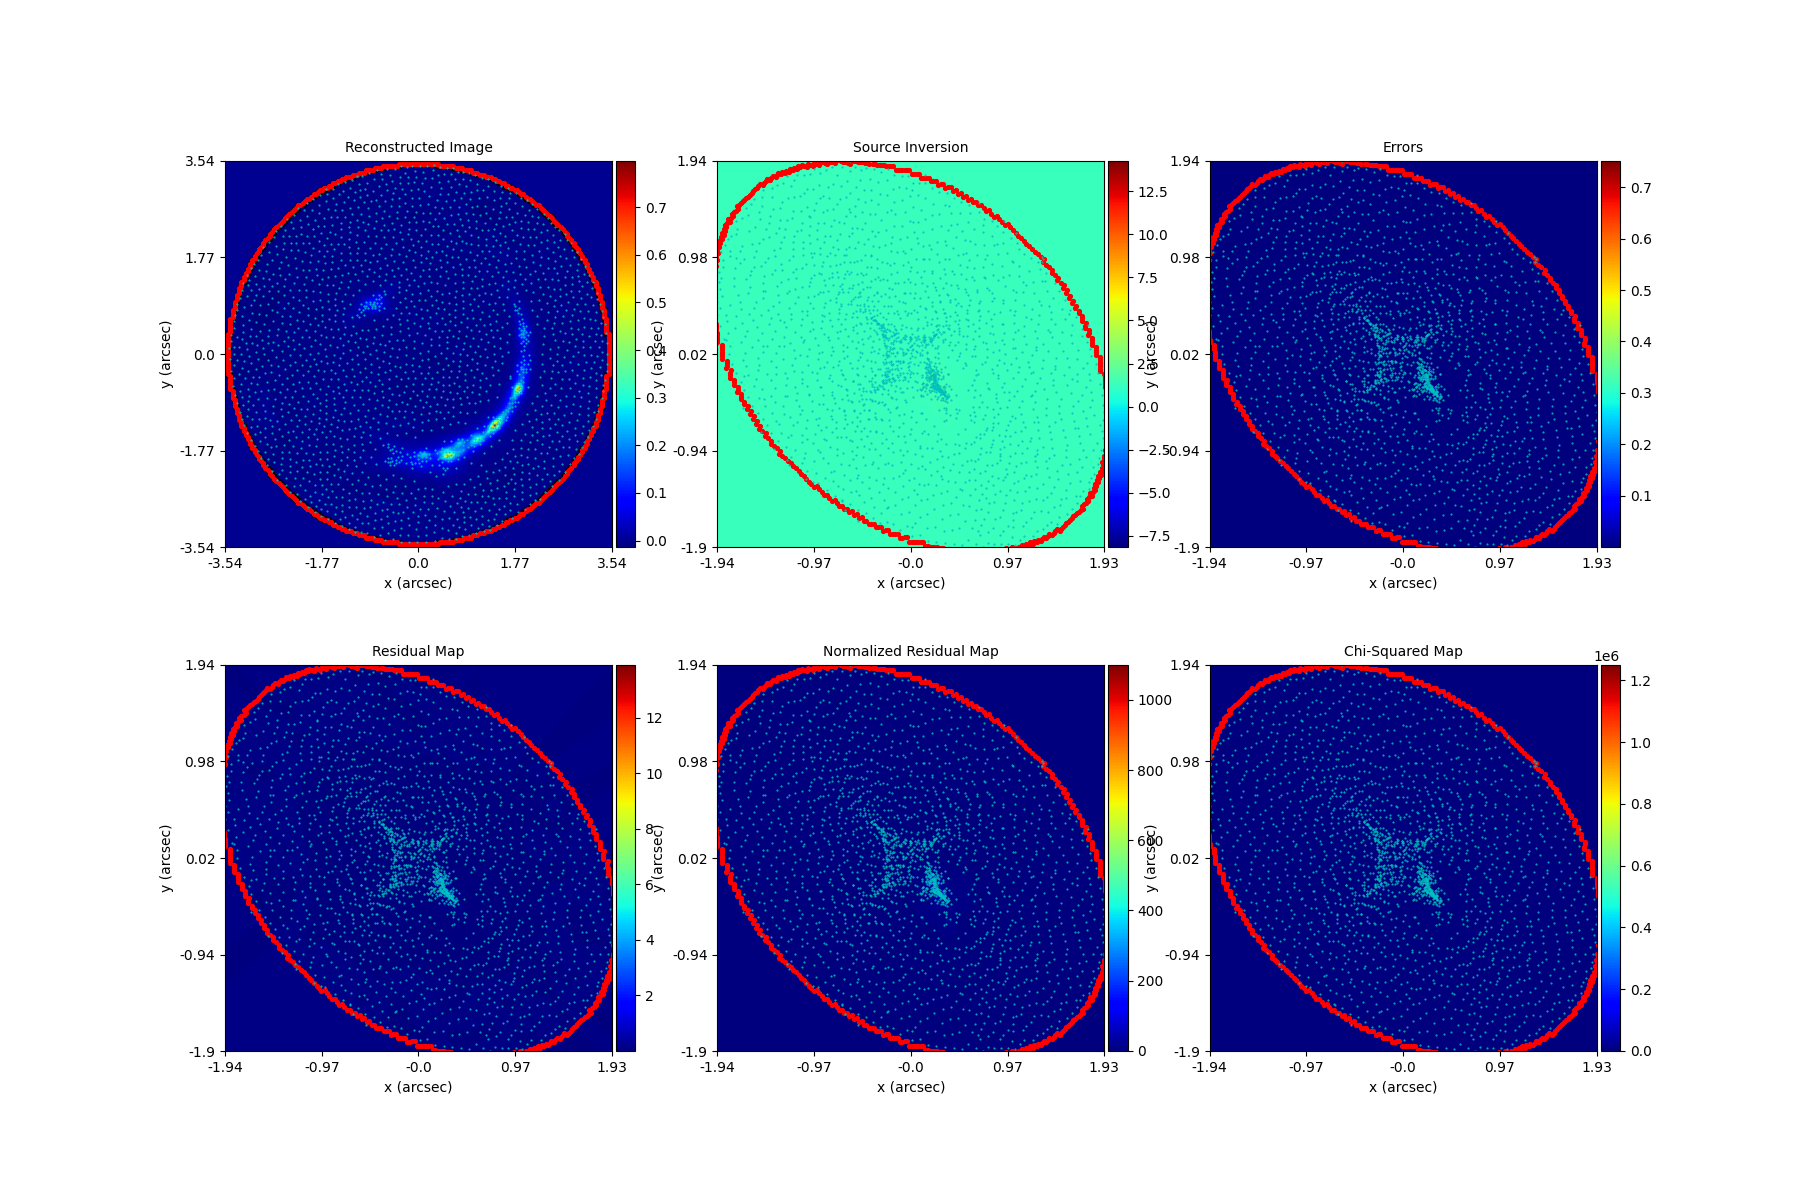 Reconstructed Image
3.54
1.77
0.0
-1.77
-3.54
y (arcsec)
-3.54 -1.77 0.0 1.77 3.54
x (arcsec)
0.7
0.6
0.5
0.4
0.3
0.2
0.1
0.0
Source Inversion
1.94
0.98
0.02
-0.94
-1.9
y (arcsec)
-1.94 -0.97 -0.0 0.97 1.93
x (arcsec)
12.5
10.0
7.5
5.0
2.5
0.0
−2.5
−5.0
−7.5
Errors
1.94
0.98
0.02
-0.94
-1.9
y (arcsec)
-1.94 -0.97 -0.0 0.97 1.93
x (arcsec)
0.7
0.6
0.5
0.4
0.3
0.2
0.1
Residual Map
1.94
0.98
0.02
-0.94
-1.9
y (arcsec)
-1.94 -0.97 -0.0 0.97 1.93
x (arcsec)
12
10
8
6
4
2
Normalized Residual Map
1.94
0.98
0.02
-0.94
-1.9
y (arcsec)
-1.94 -0.97 -0.0 0.97 1.93
x (arcsec)
1000
800
600
400
200
0
Chi-Squared Map
1e6
1.94
0.98
0.02
-0.94
-1.9
y (arcsec)
-1.94 -0.97 -0.0 0.97 1.93
x (arcsec)
1.2
1.0
0.8
0.6
0.4
0.2
0.0